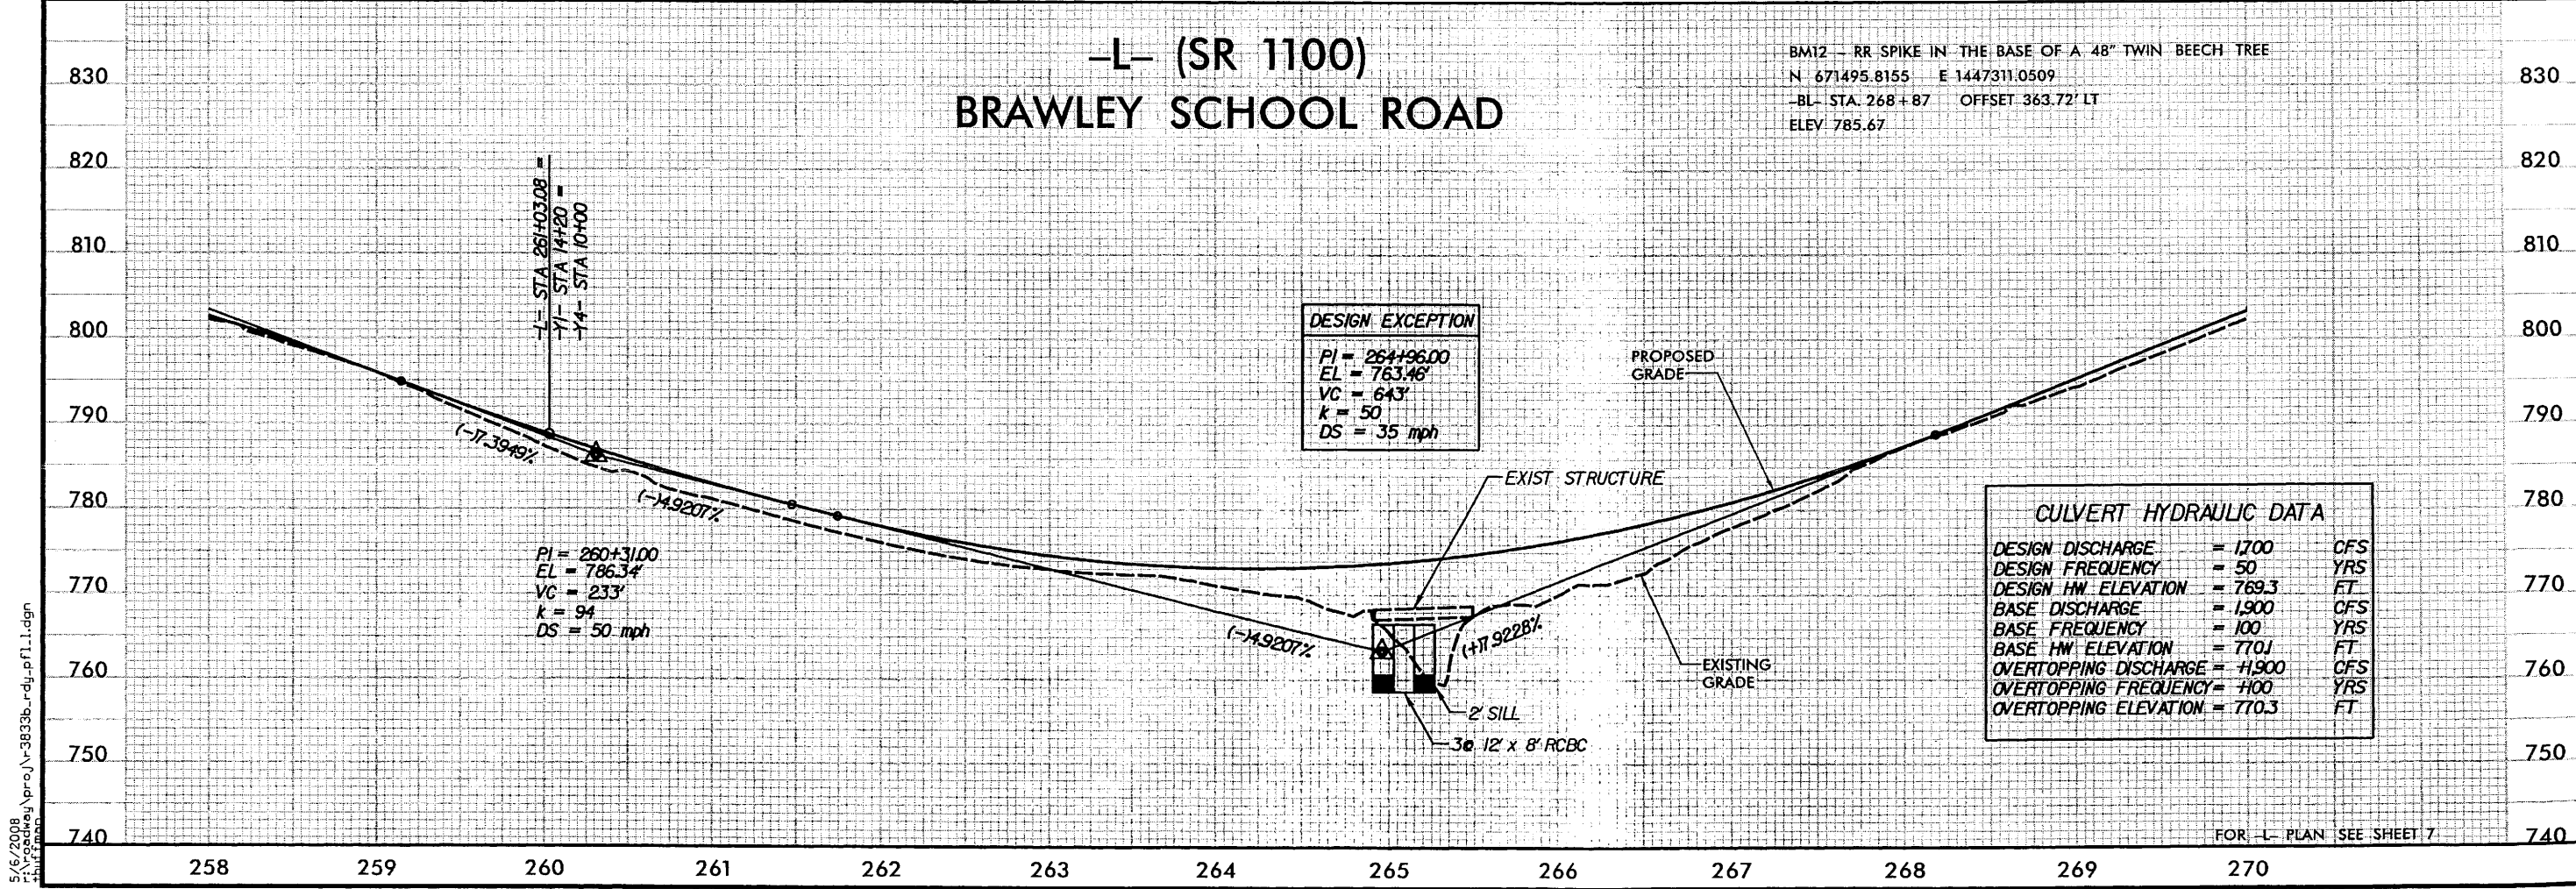 -L- (SR 1100)
BRAWLEY SCHOOL ROAD
BM12 - RR SPIKE IN THE BASE OF A 48" TWIN BEECH TREE
N 671495.8155 E 1447311.0509
-BL- STA. 268+87 OFFSET 363.72' LT
ELEV 785.67
830
830
820
820
810
810
800
800
790
790
780
780
770
770
760
760
750
750
740
740
-L- STA 261+03.08 =
-Y1- STA 14+20 =
-Y4- STA 10+00
DESIGN EXCEPTION
PI = 264+96.00
EL = 763.46'
VC = 643'
k = 50
DS = 35 mph
PROPOSED
GRADE
(-)7.3949%
(-)4.9207%
EXIST STRUCTURE
PI = 260+31.00
EL = 786.34'
VC = 233'
k = 94
DS = 50 mph
(-)4.9207%
(+)7.9228%
EXISTING
GRADE
2' SILL
3@ 12' x 8' RCBC
CULVERT HYDRAULIC DATA
DESIGN DISCHARGE = 1,700 CFS
DESIGN FREQUENCY = 50 YRS
DESIGN HW ELEVATION = 769.3 FT
BASE DISCHARGE = 1,900 CFS
BASE FREQUENCY = 100 YRS
BASE HW ELEVATION = 770.1 FT
OVERTOPPING DISCHARGE = +1,900 CFS
OVERTOPPING FREQUENCY = +100 YRS
OVERTOPPING ELEVATION = 770.3 FT
FOR -L- PLAN SEE SHEET 7
258 259 260 261 262 263 264 265 266 267 268 269 270
5/6/2008
r:\roadway\proj\r-3833b_rdy_pfl1.dgn